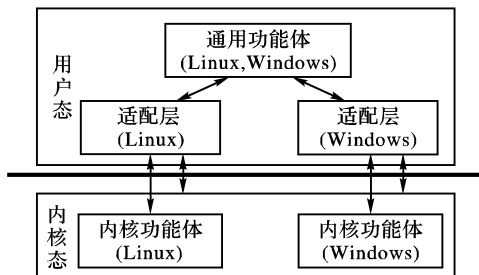 通用功能体
(Linux,Windows)
用户态
适配层
(Linux)
适配层
(Windows)
内核态
内核功能体
(Linux)
内核功能体
(Windows)